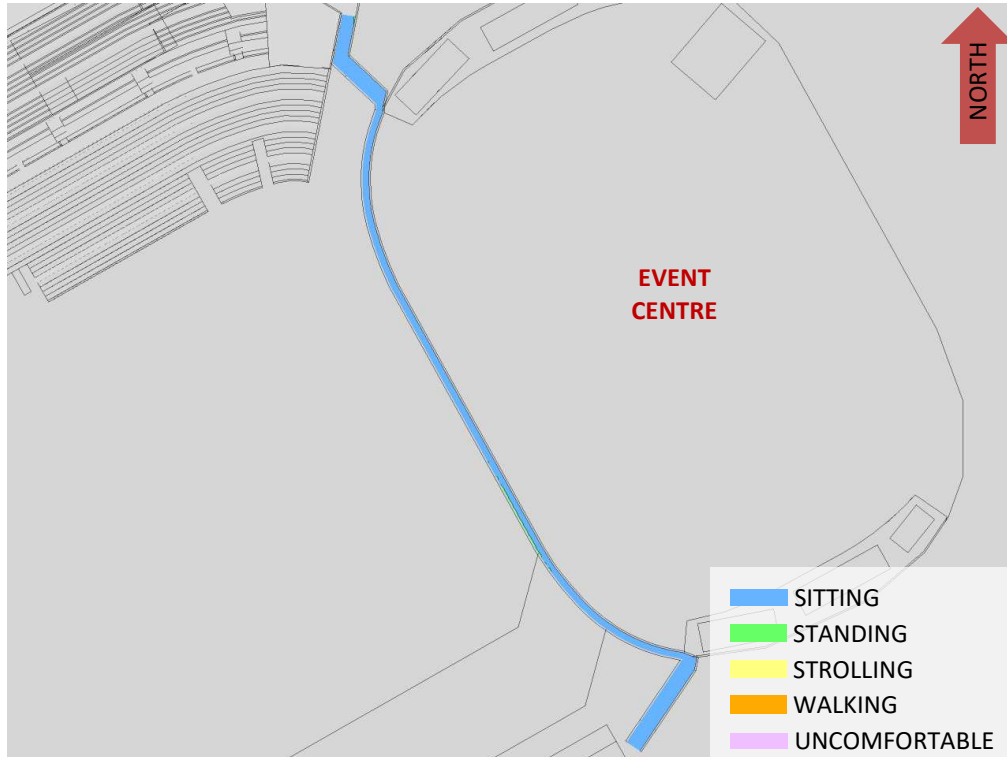 NORTH
EVENT
CENTRE
SITTING
STANDING
STROLLING
WALKING
UNCOMFORTABLE